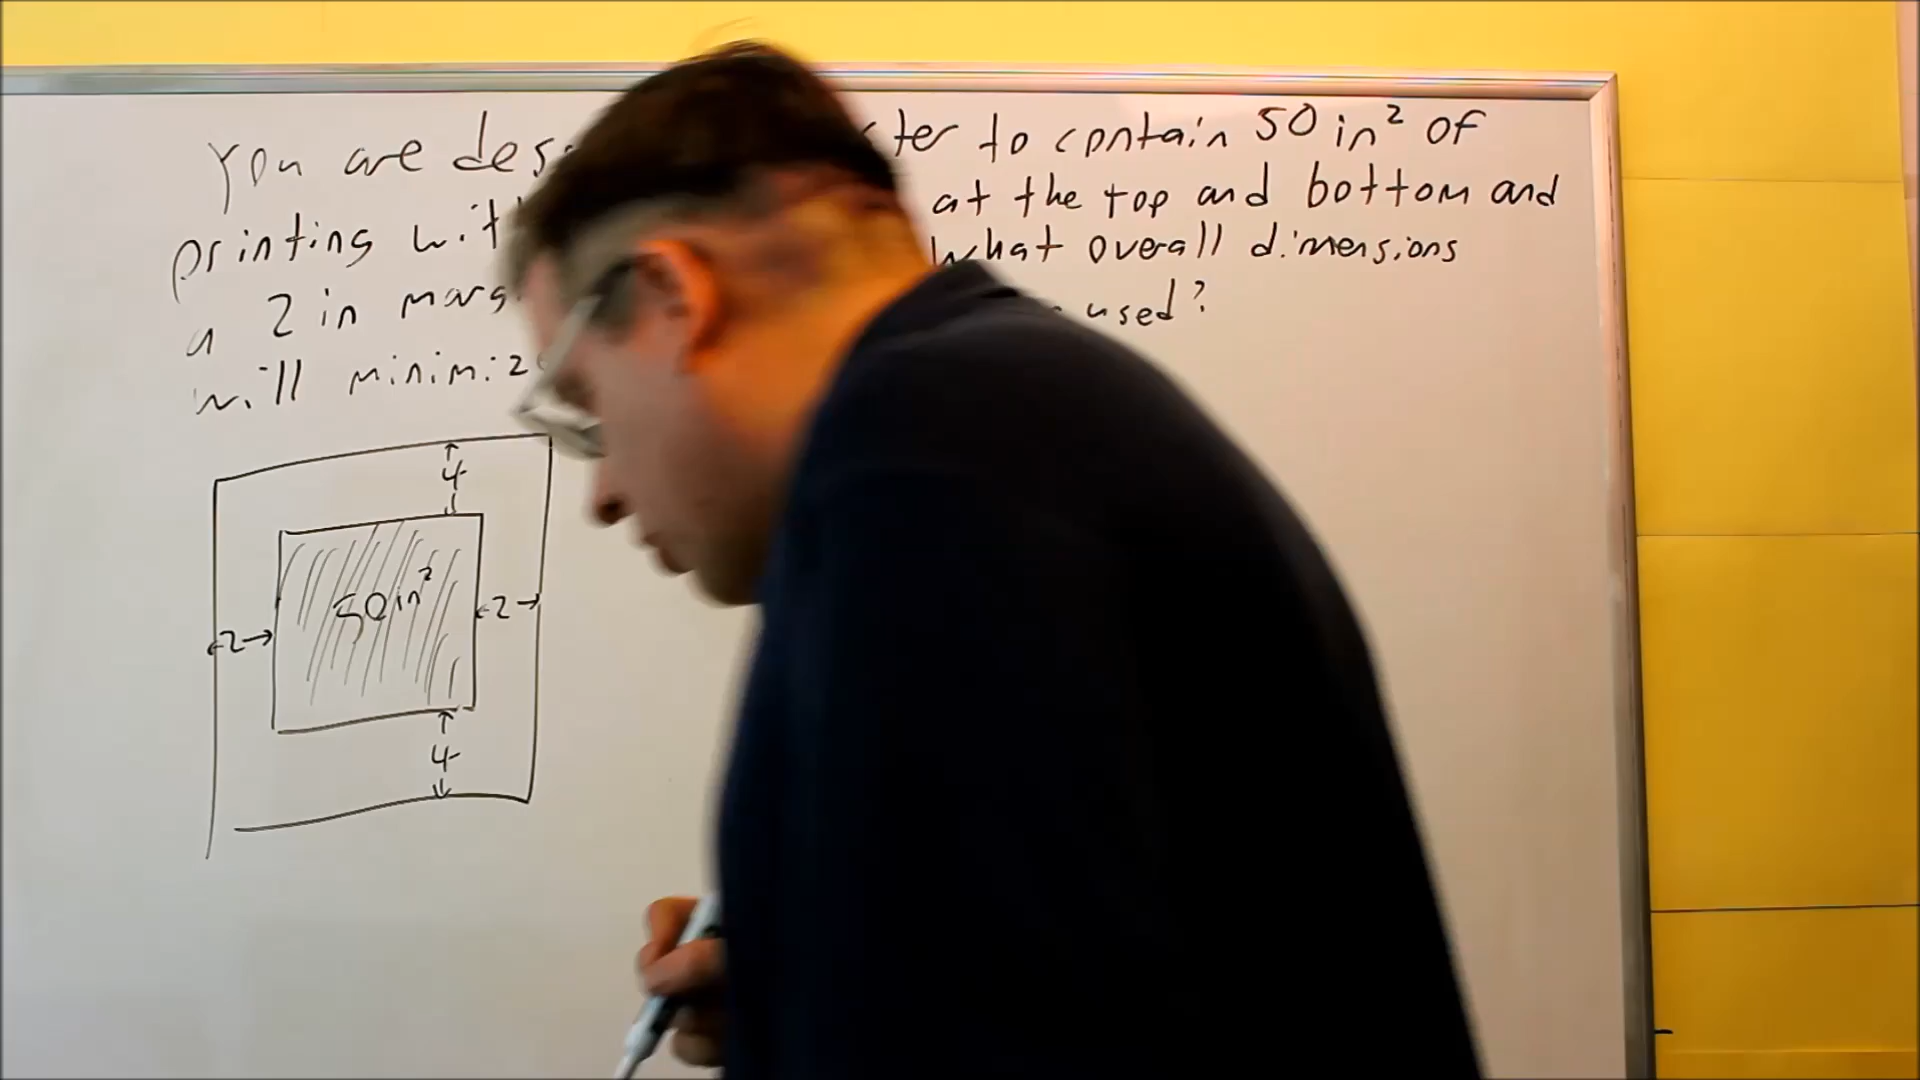 You are des ter to contain 50 in² of
printing wit at the top and bottom and
a 2 in marg What overall dimensions
will minimize used?
4
50 in²
←2→
←2→
4